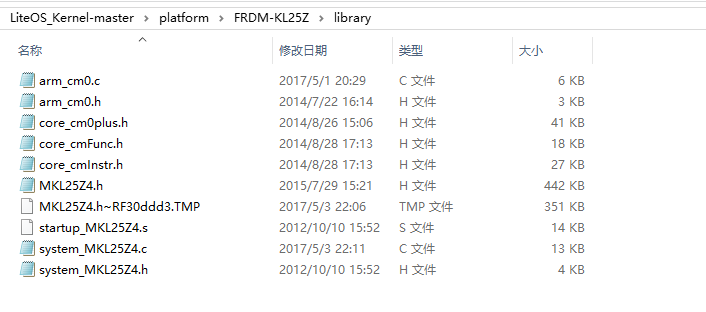 LiteOS_Kernel-master > platform > FRDM-KL25Z > library
名称 修改日期 类型 大小
arm_cm0.c 2017/5/1 20:29 C 文件 6 KB
arm_cm0.h 2014/7/22 16:14 H 文件 3 KB
core_cm0plus.h 2014/8/26 15:06 H 文件 41 KB
core_cmFunc.h 2014/8/28 17:13 H 文件 18 KB
core_cmInstr.h 2014/8/28 17:13 H 文件 27 KB
MKL25Z4.h 2015/7/29 15:21 H 文件 442 KB
MKL25Z4.h~RF30ddd3.TMP 2017/5/3 22:06 TMP 文件 351 KB
startup_MKL25Z4.s 2012/10/10 15:52 S 文件 14 KB
system_MKL25Z4.c 2017/5/3 22:11 C 文件 13 KB
system_MKL25Z4.h 2012/10/10 15:52 H 文件 4 KB